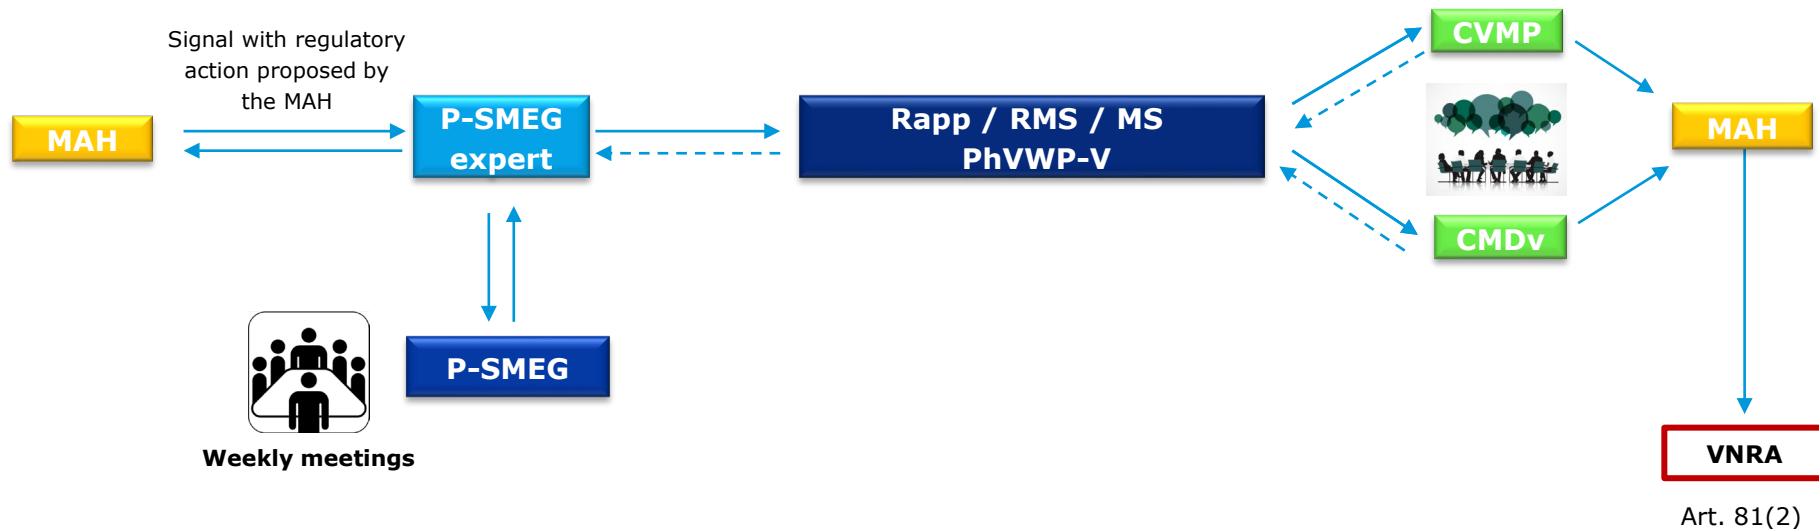 Signal with regulatory
action proposed by
the MAH
MAH
P-SMEG
expert
Rapp / RMS / MS
PhVWP-V
CVMP
CMDv
MAH
P-SMEG
Weekly meetings
VNRA
Art. 81(2)